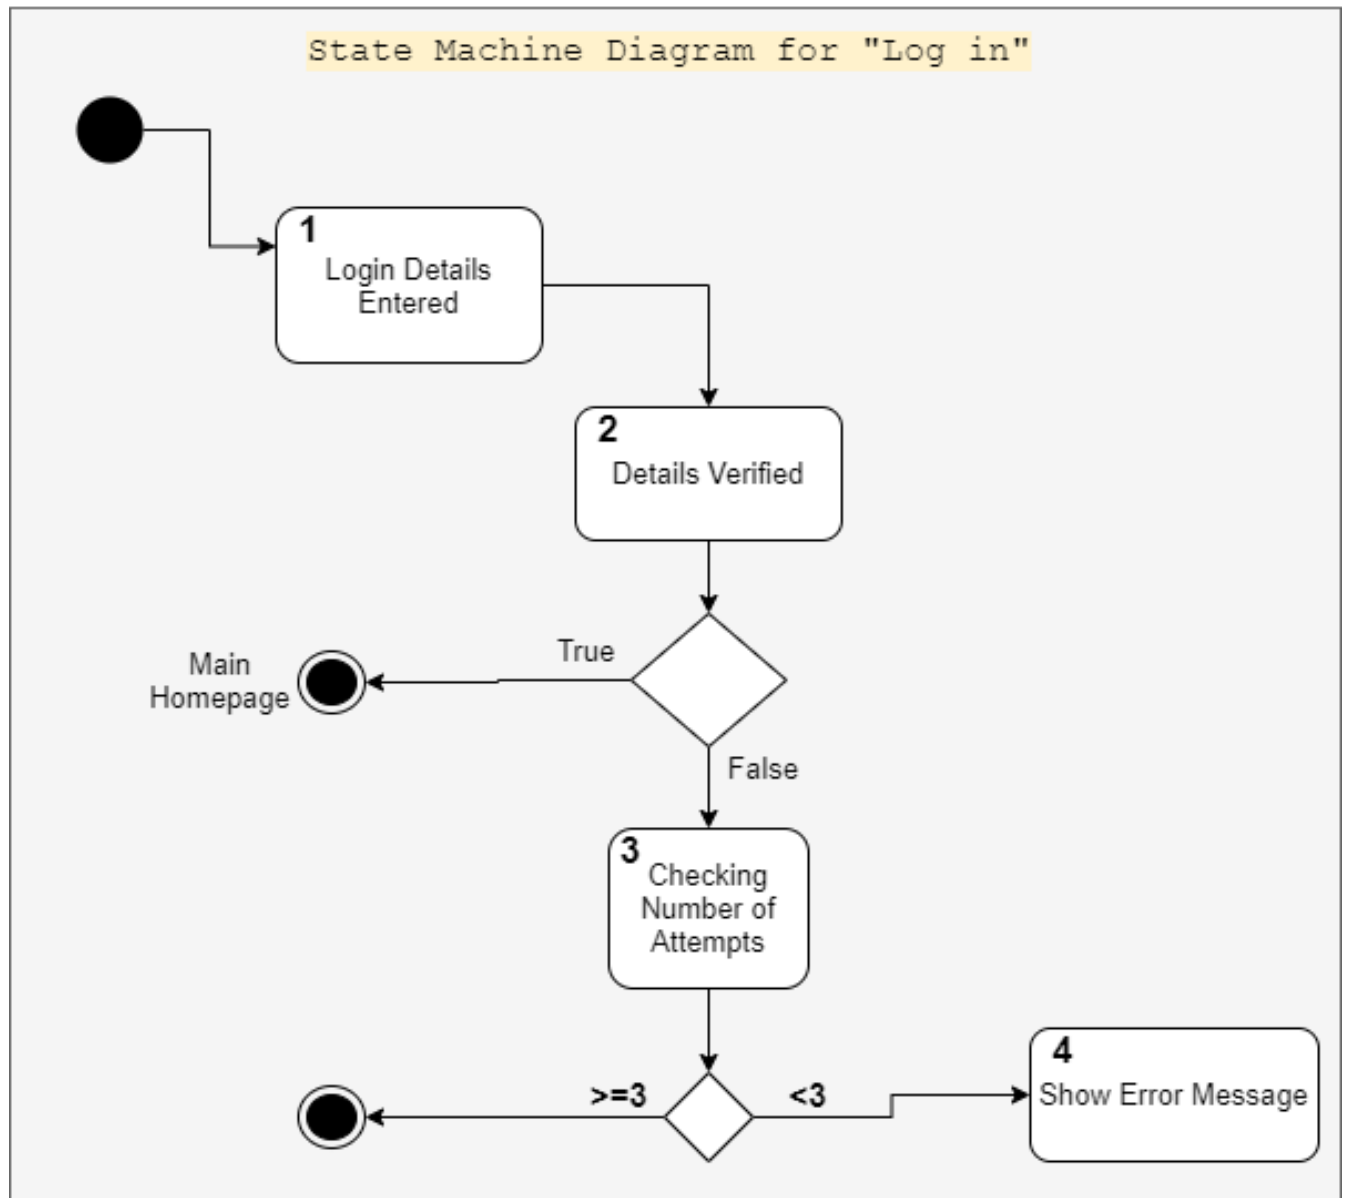 State Machine Diagram for "Log in"
1
Login Details
Entered
2
Details Verified
True
Main
Homepage
False
3
Checking
Number of
Attempts
>=3
<3
4
Show Error Message